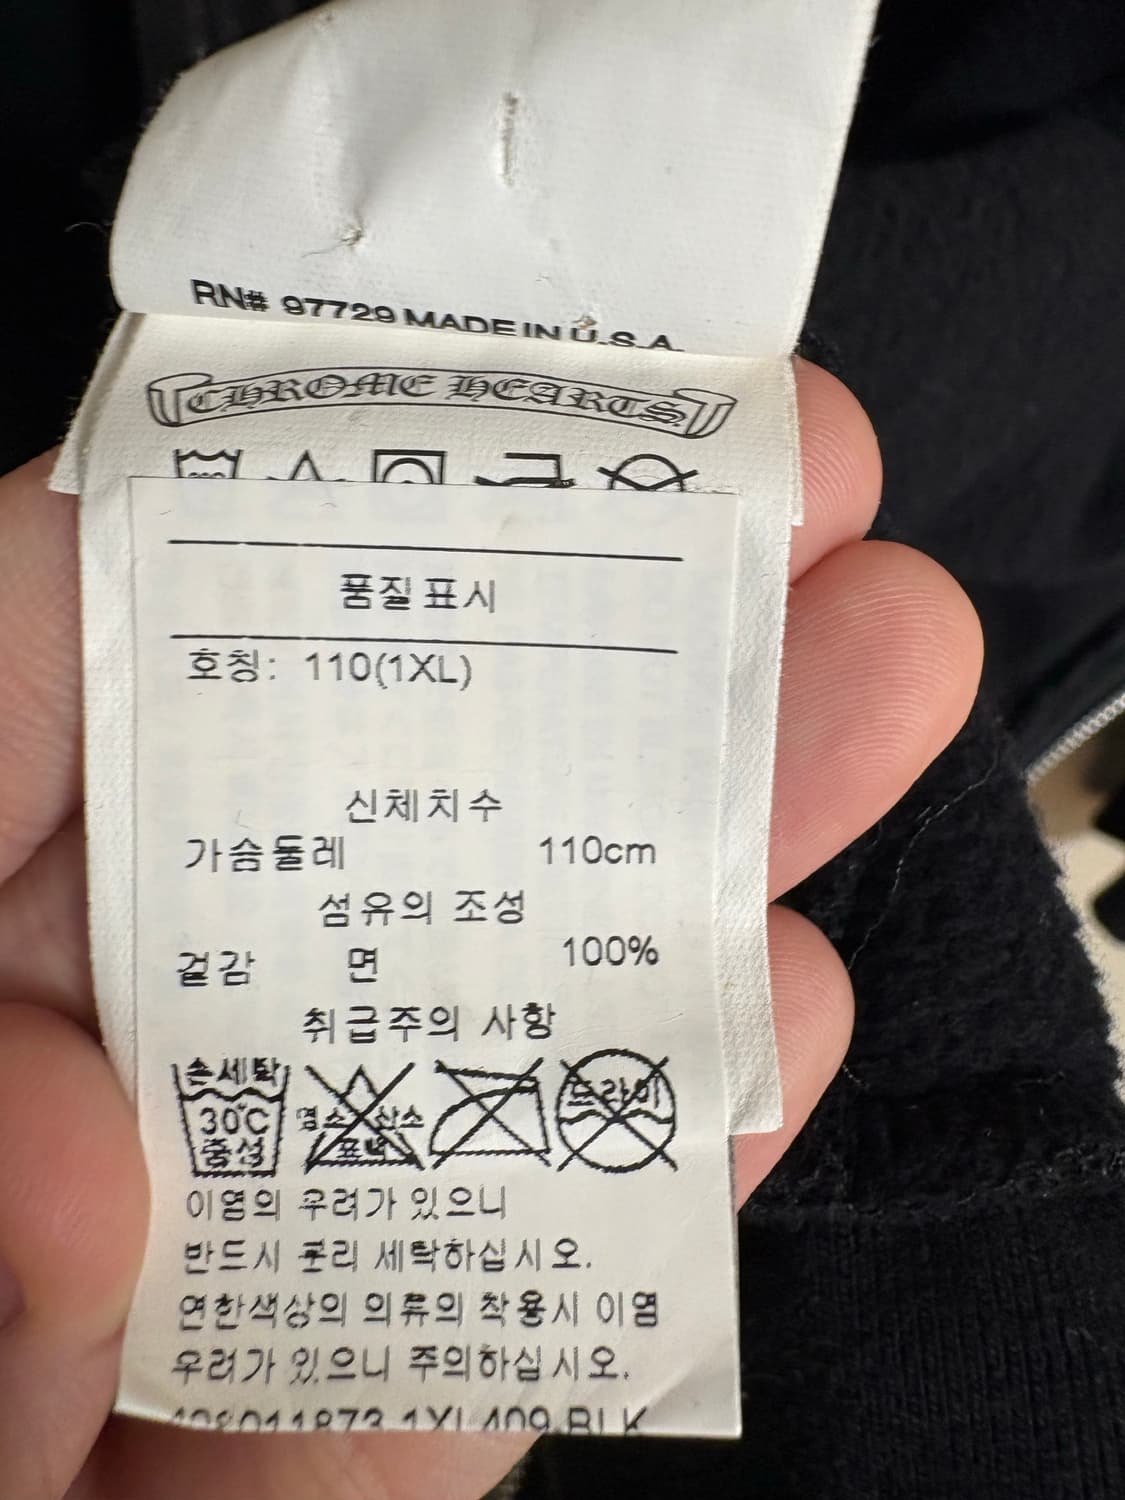 RN# 97729 MADE IN U.S.A.
CHROME HEARTS
품질표시
호칭: 110(1XL)
신체치수
가슴둘레 110cm
섬유의 조성
겉감 면 100%
취급주의 사항
손세탁 30℃ 중성
염소 산소 표백
드라이
이염의 우려가 있으니
반드시 분리 세탁하십시오.
연한색상의 의류의 착용시 이염
우려가 있으니 주의하십시오.
1XL409 BLK